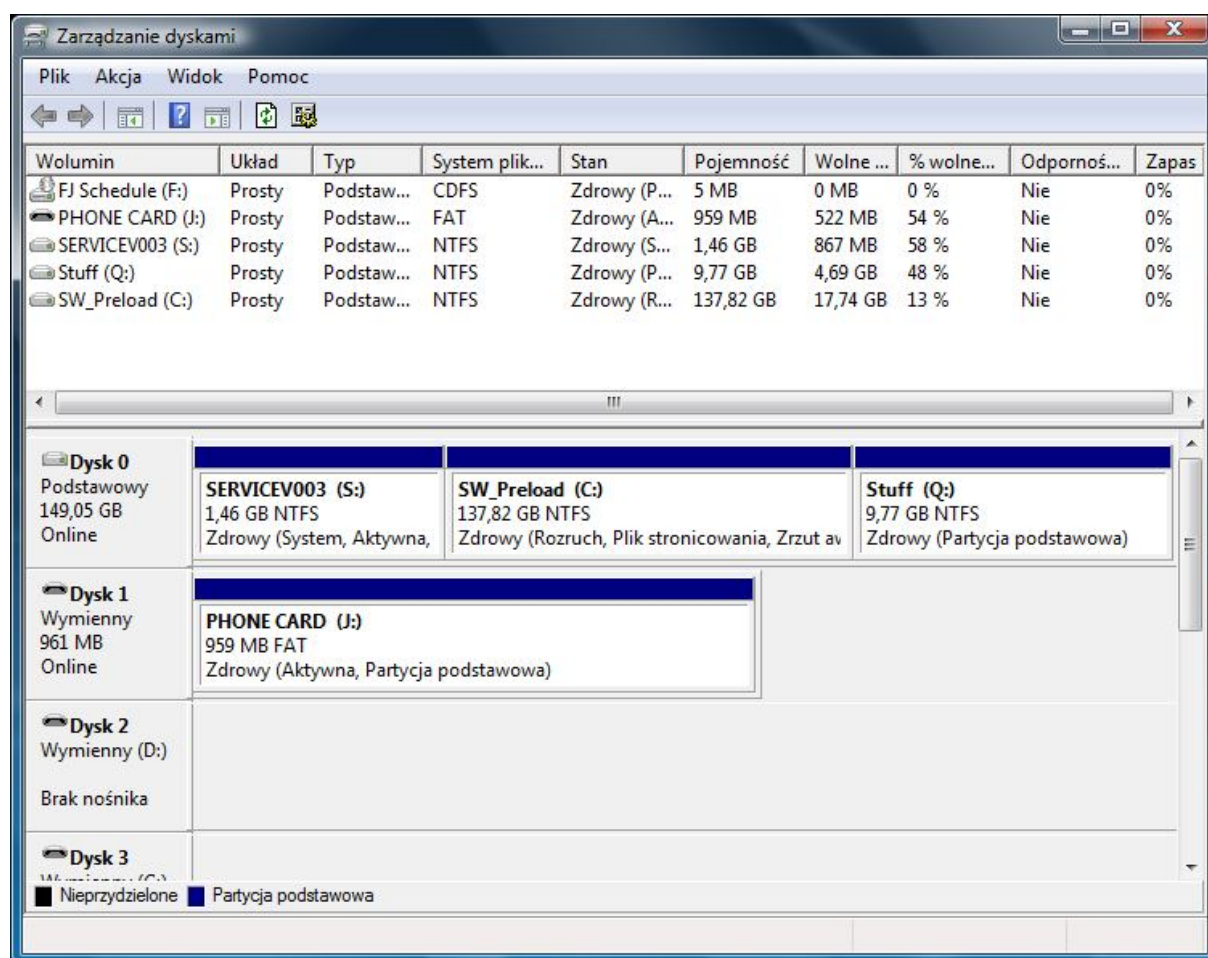 Zarządzanie dyskami
Plik Akcja Widok Pomoc
Wolumin Układ Typ System plik... Stan Pojemność Wolne ... % wolne... Odpornoś... Zapas
FJ Schedule (F:) Prosty Podstaw... CDFS Zdrowy (P... 5 MB 0 MB 0 % Nie 0%
PHONE CARD (J:) Prosty Podstaw... FAT Zdrowy (A... 959 MB 522 MB 54 % Nie 0%
SERVICEV003 (S:) Prosty Podstaw... NTFS Zdrowy (S... 1,46 GB 867 MB 58 % Nie 0%
Stuff (Q:) Prosty Podstaw... NTFS Zdrowy (P... 9,77 GB 4,69 GB 48 % Nie 0%
SW_Preload (C:) Prosty Podstaw... NTFS Zdrowy (R... 137,82 GB 17,74 GB 13 % Nie 0%
Dysk 0
Podstawowy
149,05 GB
Online
SERVICEV003 (S:)
1,46 GB NTFS
Zdrowy (System, Aktywna,
SW_Preload (C:)
137,82 GB NTFS
Zdrowy (Rozruch, Plik stronicowania, Zrzut
Stuff (Q:)
9,77 GB NTFS
Zdrowy (Partycja podstawowa)
Dysk 1
Wymienny
961 MB
Online
PHONE CARD (J:)
959 MB FAT
Zdrowy (Aktywna, Partycja podstawowa)
Dysk 2
Wymienny (D:)
Brak nośnika
Dysk 3
Nieprzydzielone Partycja podstawowa